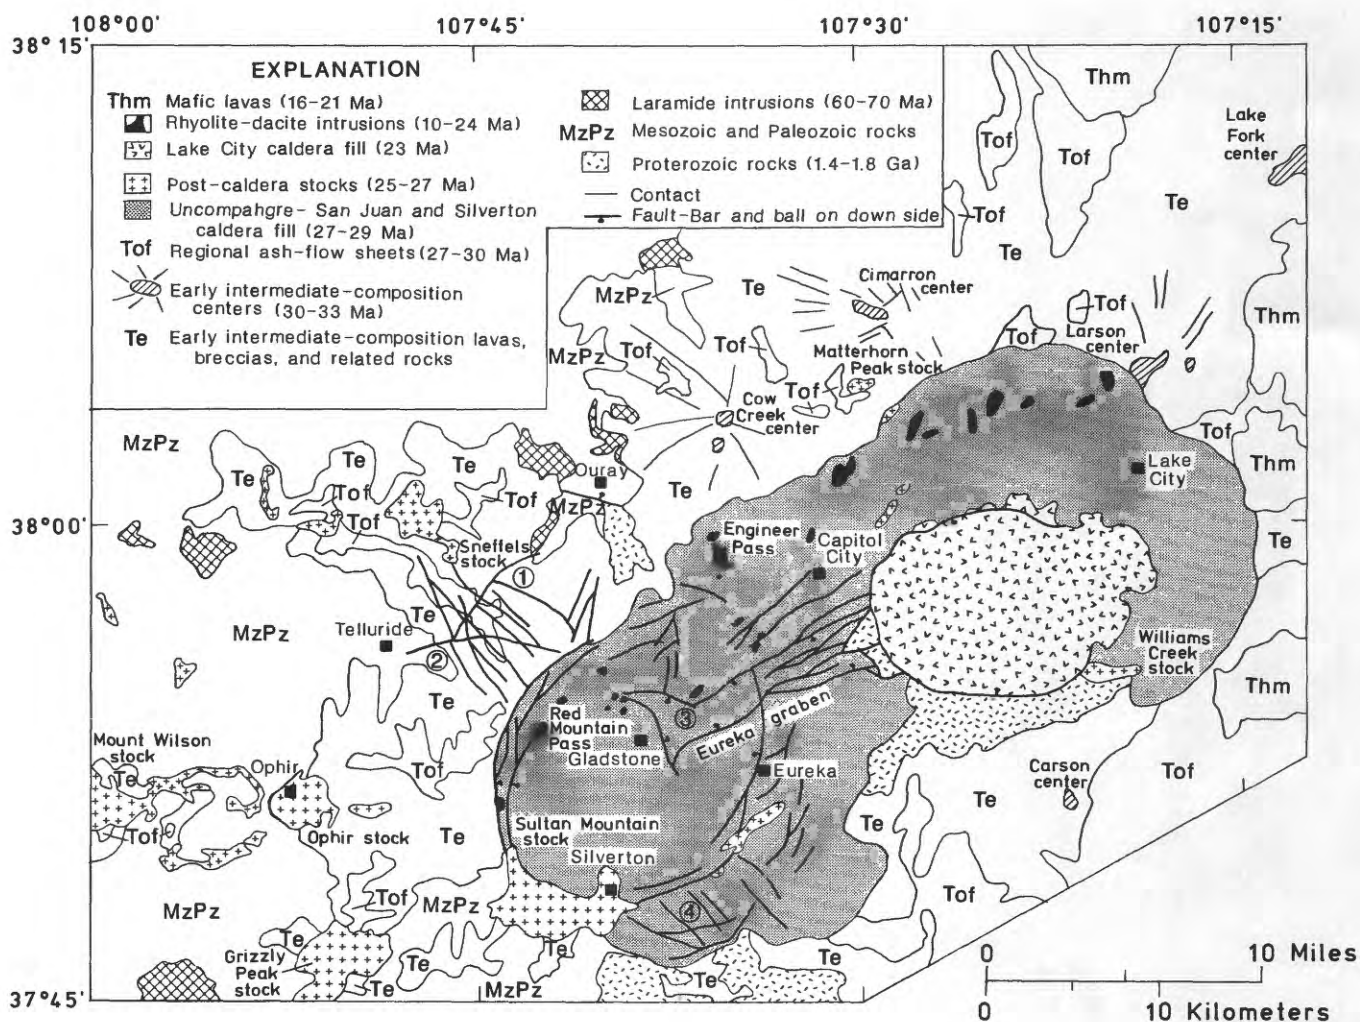 108°00'
107°45'
107°30'
107°15'
38°15'
EXPLANATION
Thm Mafic lavas (16-21 Ma)
Rhyolite-dacite intrusions (10-24 Ma)
Lake City caldera fill (23 Ma)
Post-caldera stocks (25-27 Ma)
Uncompahgre- San Juan and Silverton
caldera fill (27-29 Ma)
Tof Regional ash-flow sheets (27-30 Ma)
Early intermediate-composition
centers (30-33 Ma)
Te Early intermediate-composition lavas,
breccias, and related rocks
Laramide intrusions (60-70 Ma)
MzPz Mesozoic and Paleozoic rocks
Proterozoic rocks (1.4-1.8 Ga)
Contact
Fault-Bar and ball on down side
Thm
Lake
Fork
center
Tof
Tof
Te
Tof
Te
Cimarron
center
Te
MzPz
Tof
Larson
center
Tof
Thm
MzPz
Tof
Tof
Matterhorn
Peak stock
Tof
Cow
Creek
center
MzPz
Te
Te
Te
Tof
Tof
Ouray
Te
Tof
Thm
Lake
City
38°00'
Tof
Tof
MzPz
Sneffels
stock
①
Engineer
Pass
Capitol
City
Te
MzPz
Te
Telluride
②
Williams
Creek
stock
Te
Thm
③
Red
Mountain
Pass
Gladstone
Eureka
graben
Mount Wilson
stock
Te
Ophir
Tof
Eureka
Carson
center
Tof
Te
Tof
Ophir stock
Te
Sultan Mountain
stock
Silverton
Te
MzPz
Tof
MzPz
④
Tof
Te
Grizzly
Peak
stock
Te
Te
Te
MzPz
Te
Te
37°45'
0 10 Miles
0 10 Kilometers